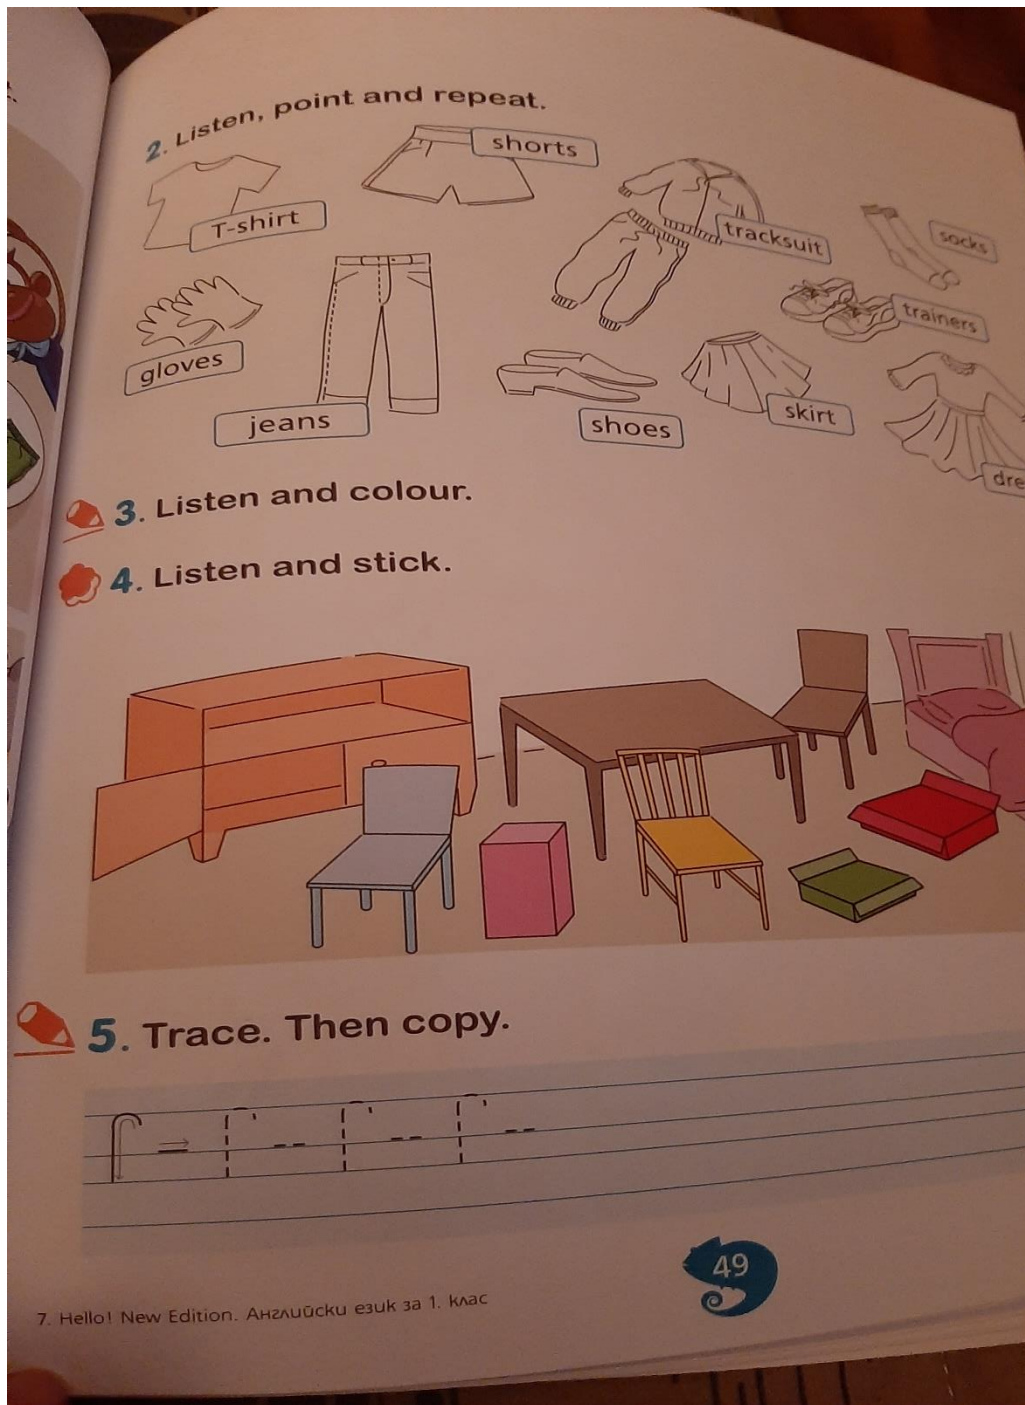 2. Listen, point and repeat.
T-shirt
shorts
tracksuit
socks
gloves
jeans
shoes
skirt
trainers
dre
3. Listen and colour.
4. Listen and stick.
5. Trace. Then copy.
49
7. Hello! New Edition. Английски език за 1. клас